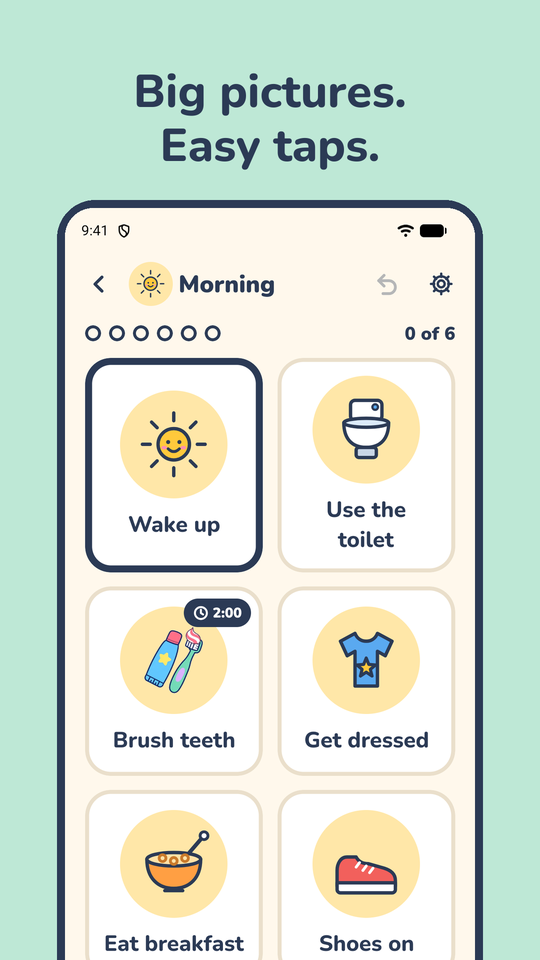 Big pictures.
Easy taps.
9:41
Morning
0 of 6
Wake up
Use the
toilet
2:00
Brush teeth
Get dressed
Eat breakfast
Shoes on